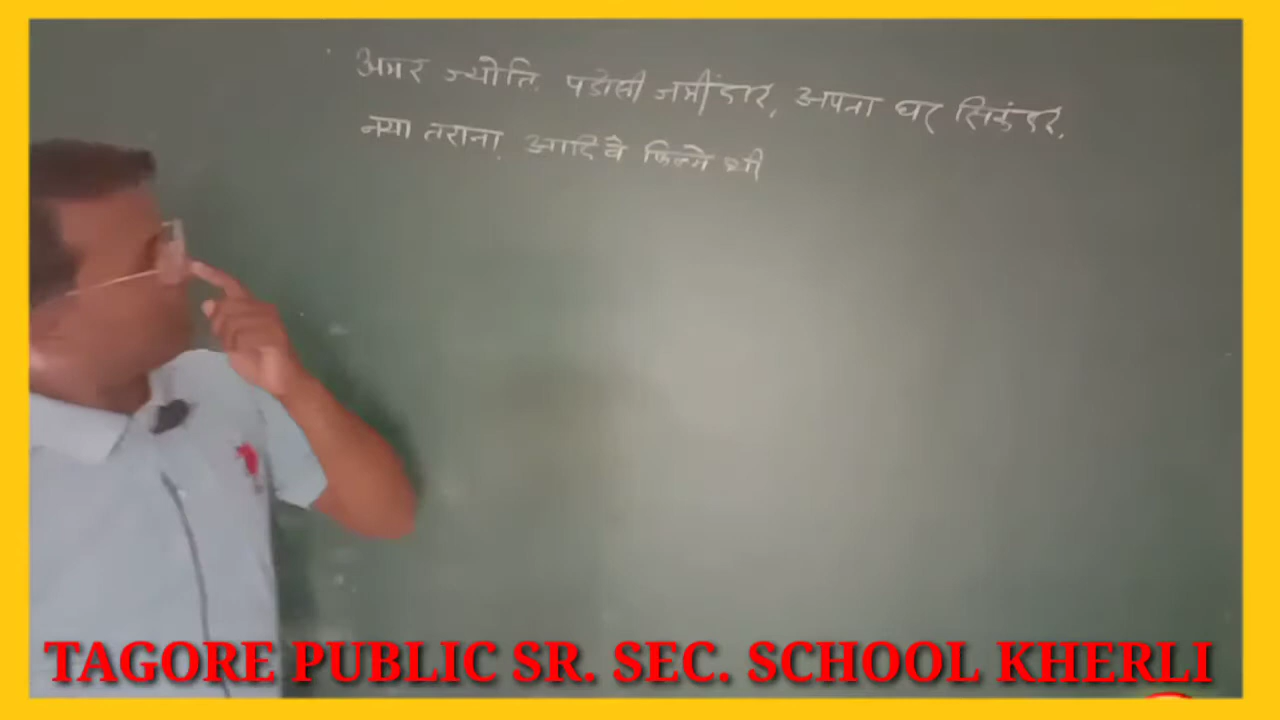 अमर ज्योति, पडोसी जमींदार, अपना घर सिकंदर,
नया तराना, आदि वे फिल्मे थी
TAGORE PUBLIC SR. SEC. SCHOOL KHERLI